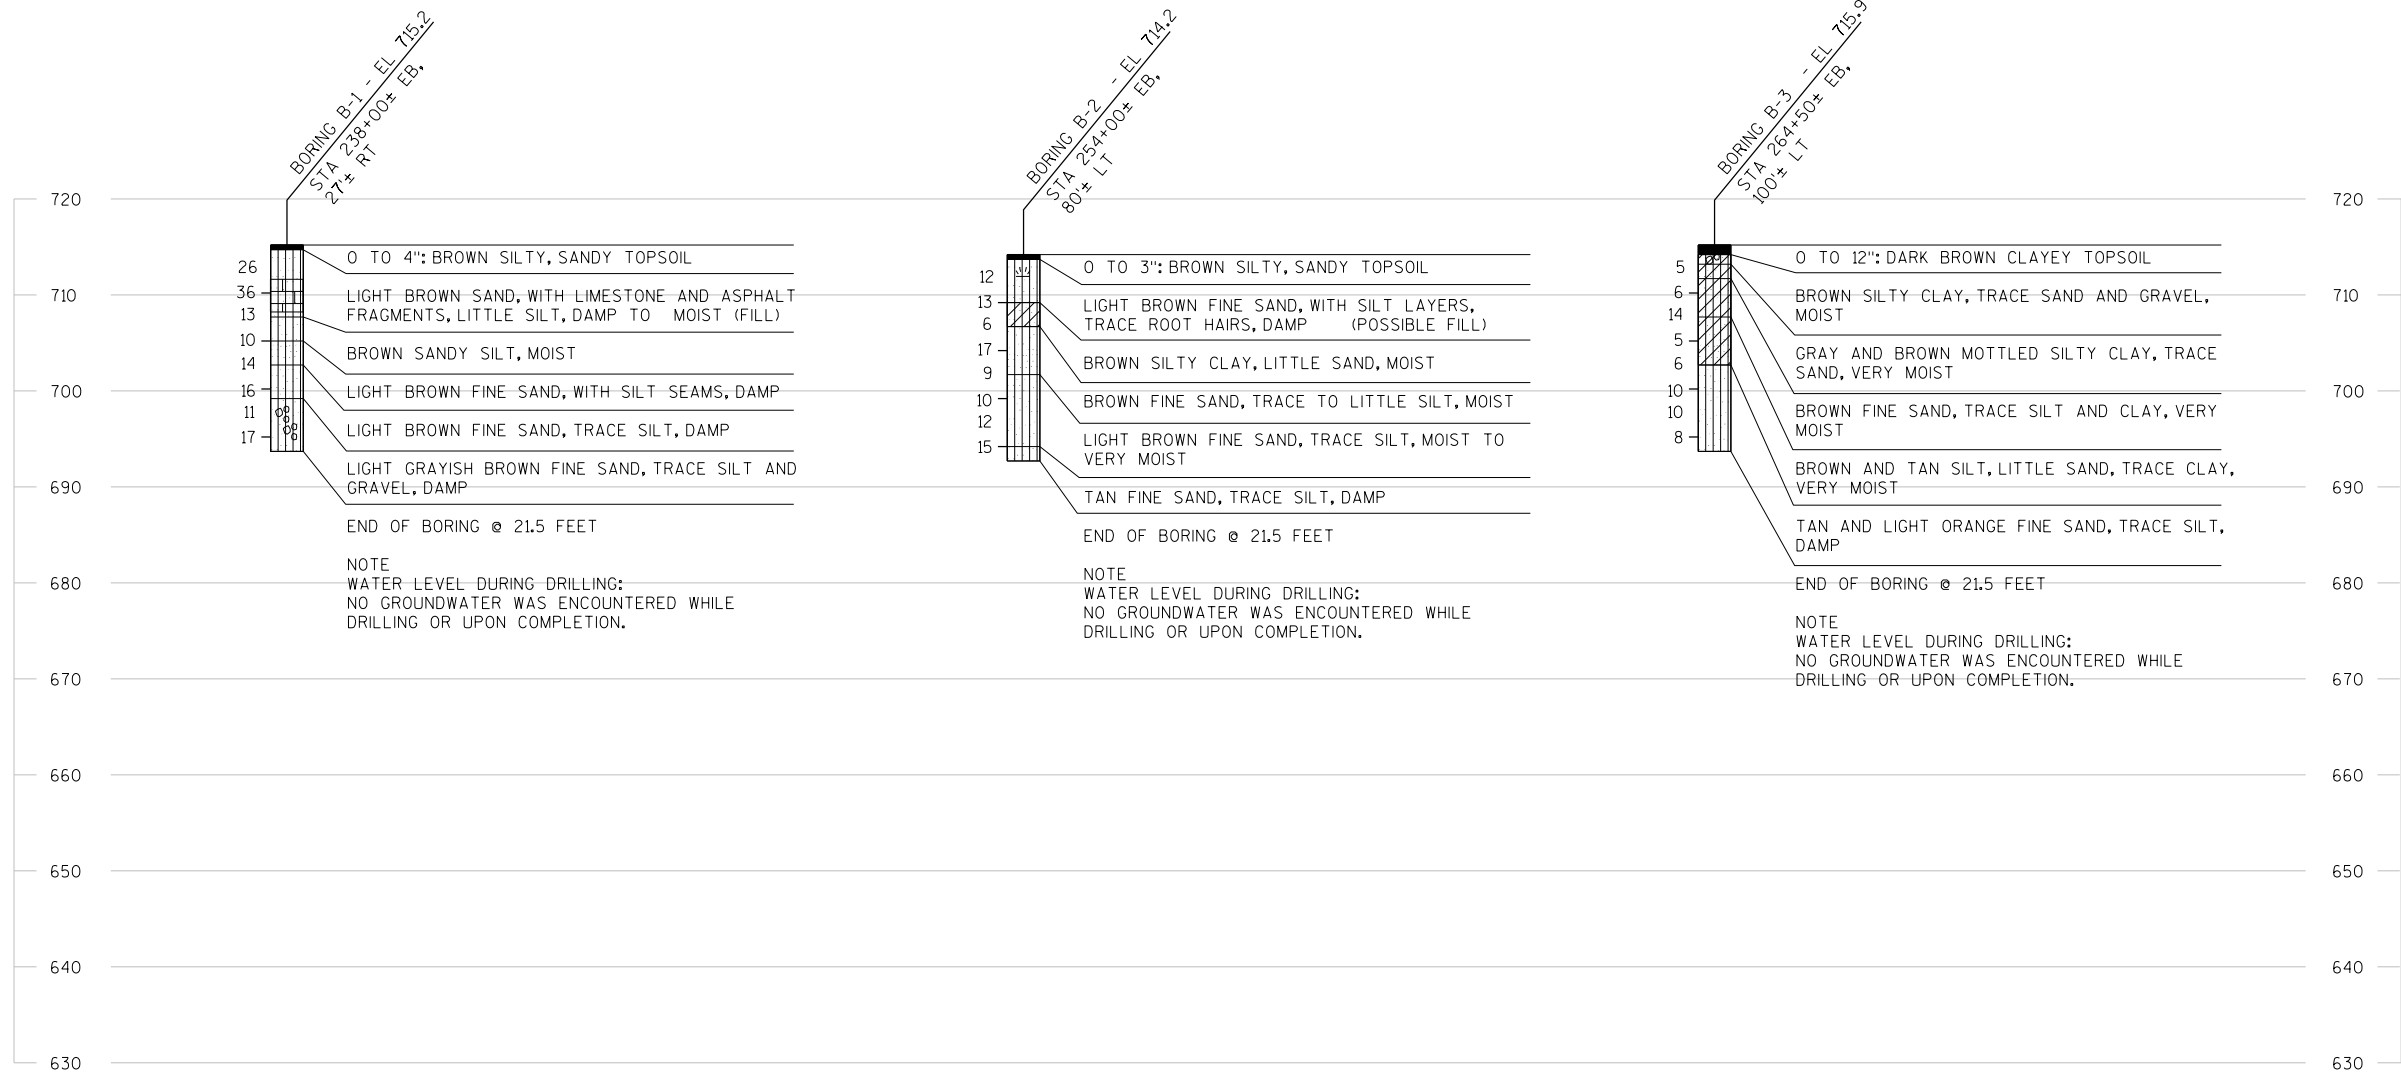 BORING B-1 - EL 715.2
STA 238+00± EB,
27'± RT
BORING B-2 - EL 714.2
STA 254+00± EB,
80'± LT
BORING B-3 - EL 715.9
STA 264+50± EB,
100'± LT
720
710
700
690
680
670
660
650
640
630
26
36
13
10
14
16
11
17
0 TO 4": BROWN SILTY, SANDY TOPSOIL
LIGHT BROWN SAND, WITH LIMESTONE AND ASPHALT
FRAGMENTS, LITTLE SILT, DAMP TO MOIST (FILL)
BROWN SANDY SILT, MOIST
LIGHT BROWN FINE SAND, WITH SILT SEAMS, DAMP
LIGHT BROWN FINE SAND, TRACE SILT, DAMP
LIGHT GRAYISH BROWN FINE SAND, TRACE SILT AND
GRAVEL, DAMP
END OF BORING @ 21.5 FEET
NOTE
WATER LEVEL DURING DRILLING:
NO GROUNDWATER WAS ENCOUNTERED WHILE
DRILLING OR UPON COMPLETION.
12
13
6
17
9
10
12
15
0 TO 3": BROWN SILTY, SANDY TOPSOIL
LIGHT BROWN FINE SAND, WITH SILT LAYERS,
TRACE ROOT HAIRS, DAMP (POSSIBLE FILL)
BROWN SILTY CLAY, LITTLE SAND, MOIST
BROWN FINE SAND, TRACE TO LITTLE SILT, MOIST
LIGHT BROWN FINE SAND, TRACE SILT, MOIST TO
VERY MOIST
TAN FINE SAND, TRACE SILT, DAMP
END OF BORING @ 21.5 FEET
NOTE
WATER LEVEL DURING DRILLING:
NO GROUNDWATER WAS ENCOUNTERED WHILE
DRILLING OR UPON COMPLETION.
5
6
14
5
6
10
10
8
0 TO 12": DARK BROWN CLAYEY TOPSOIL
BROWN SILTY CLAY, TRACE SAND AND GRAVEL,
MOIST
GRAY AND BROWN MOTTLED SILTY CLAY, TRACE
SAND, VERY MOIST
BROWN FINE SAND, TRACE SILT AND CLAY, VERY
MOIST
BROWN AND TAN SILT, LITTLE SAND, TRACE CLAY,
VERY MOIST
TAN AND LIGHT ORANGE FINE SAND, TRACE SILT,
DAMP
END OF BORING @ 21.5 FEET
NOTE
WATER LEVEL DURING DRILLING:
NO GROUNDWATER WAS ENCOUNTERED WHILE
DRILLING OR UPON COMPLETION.
720
710
700
690
680
670
660
650
640
630